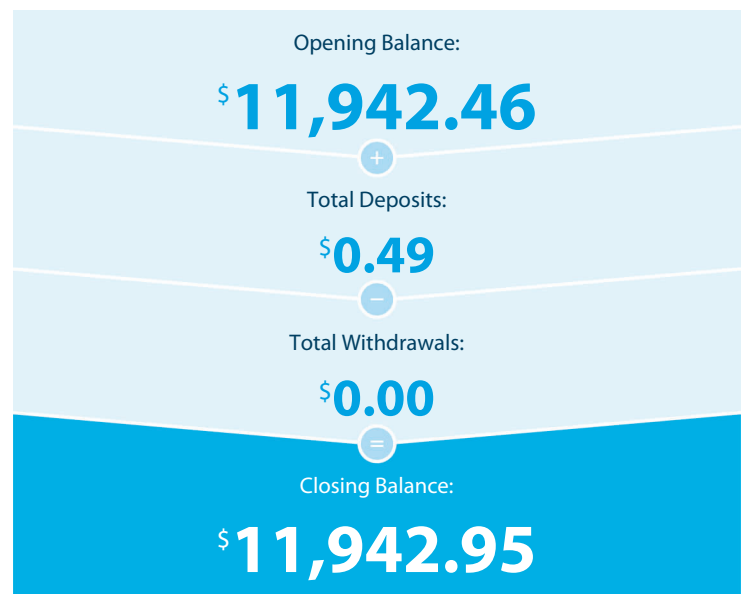 Opening Balance:
$11,942.46
+
Total Deposits:
$0.49
−
Total Withdrawals:
$0.00
=
Closing Balance:
$11,942.95